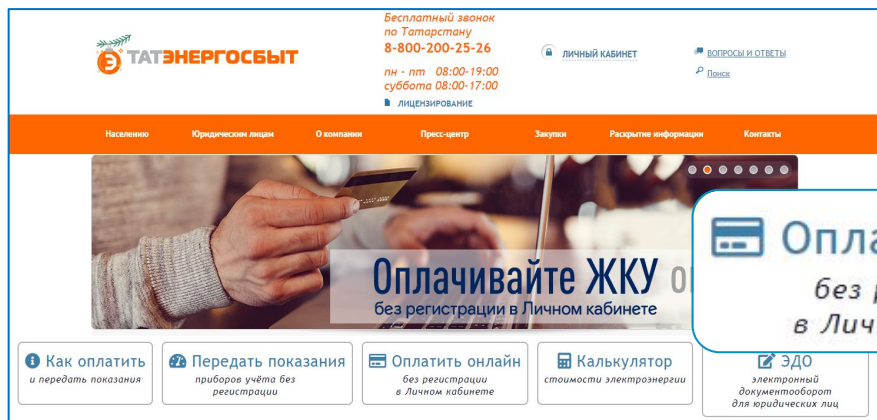 Бесплатный звонок
по Татарстану
8-800-200-25-26
пн - пт 08:00-19:00
суббота 08:00-17:00
ЛИЦЕНЗИРОВАНИЕ
ТАТЭНЕРГОСБЫТ
ЛИЧНЫЙ КАБИНЕТ
ВОПРОСЫ И ОТВЕТЫ
Поиск
Населению Юридическим лицам О компании Пресс-центр Закупки Раскрытие информации Контакты
Оплачивайте ЖКУ
без регистрации в Личном кабинете
Как оплатить
и передать показания
Передать показания
приборов учёта без
регистрации
Оплатить онлайн
без регистрации
в Личном кабинете
Калькулятор
стоимости электроэнергии
ЭДО
электронный
документооборот
для юридических лиц